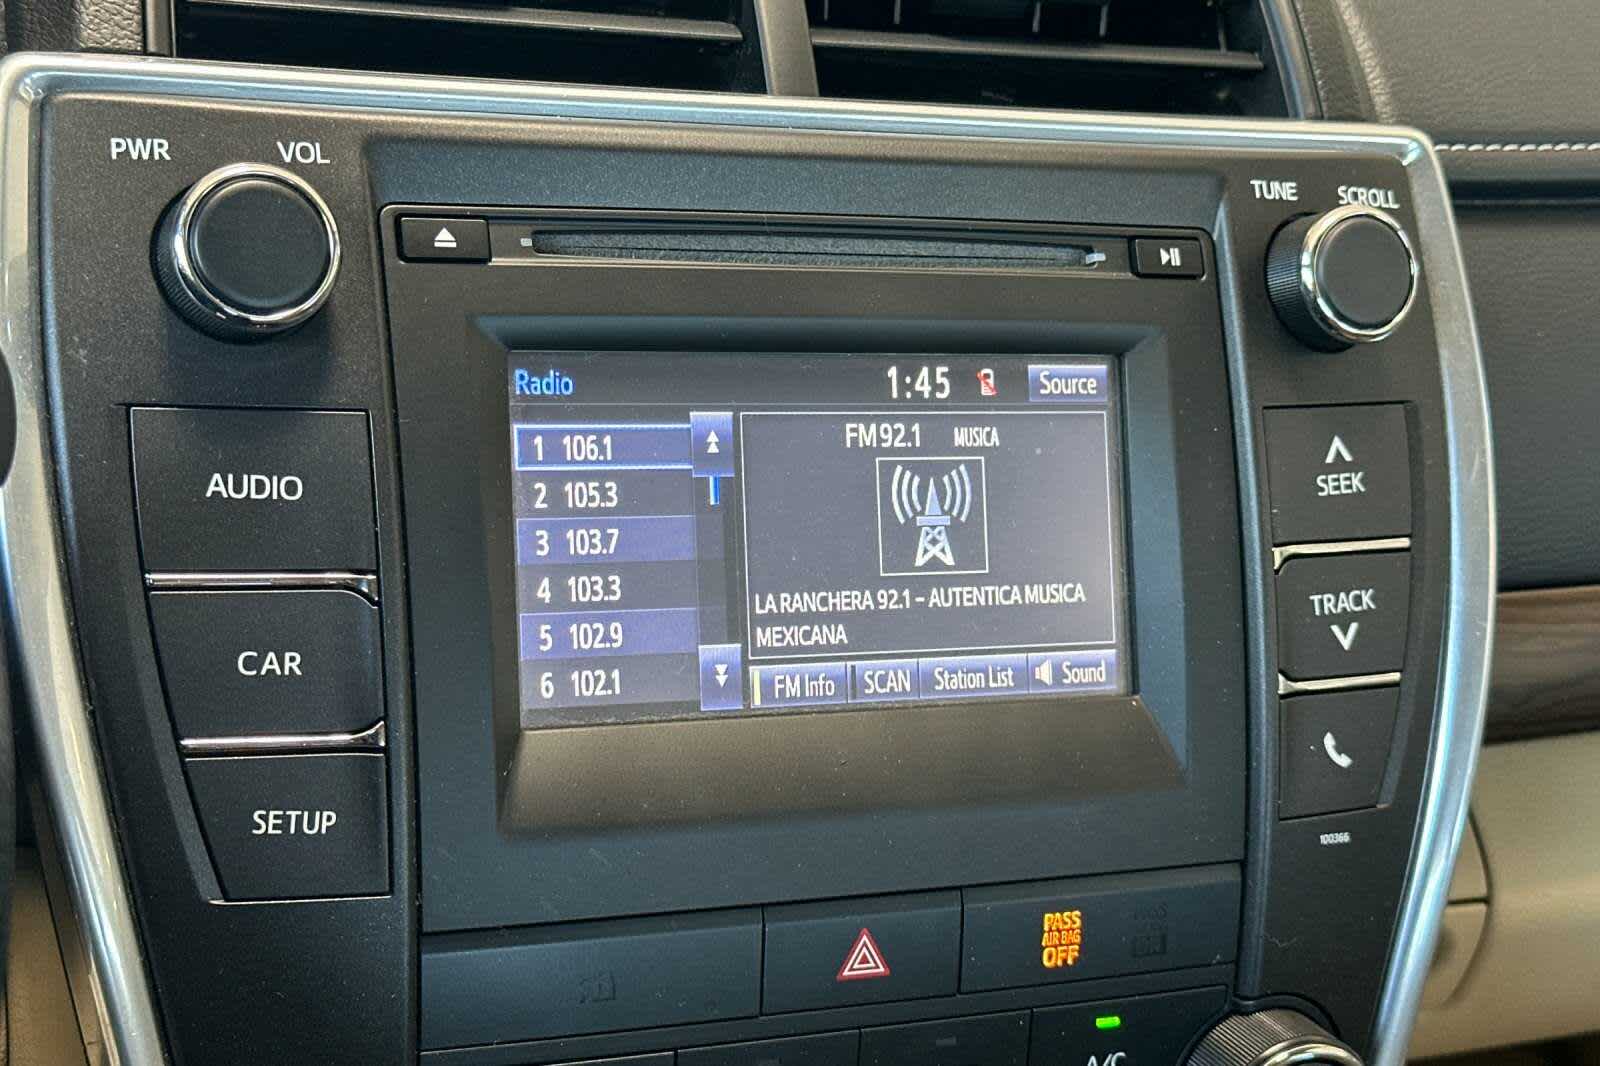 PWR VOL
TUNE SCROLL
Radio 1:45 Source
1 106.1
2 105.3
3 103.7
4 103.3
5 102.9
6 102.1
FM 92.1 MUSICA
LA RANCHERA 92.1 - AUTENTICA MUSICA
MEXICANA
FM Info SCAN Station List Sound
AUDIO
CAR
SETUP
SEEK
TRACK
100366
PASS
AIR BAG
OFF
A/C